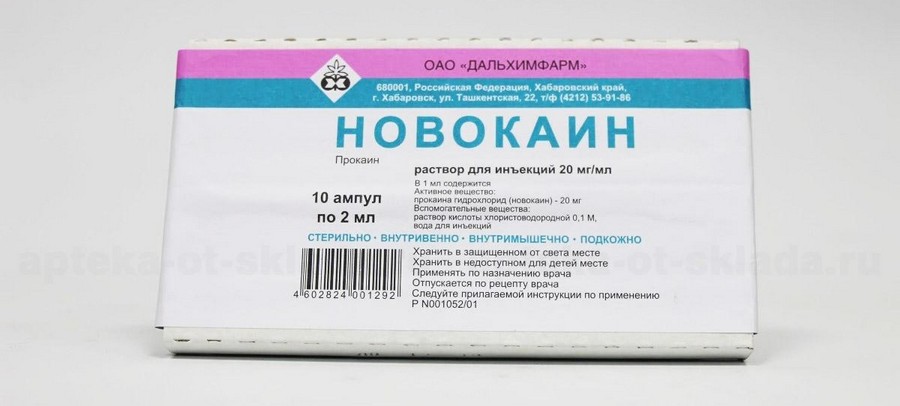 ОАО «ДАЛЬХИМФАРМ»
680001, Российская Федерация, Хабаровский край,
г. Хабаровск, ул. Ташкентская, 22, т/ф (4212) 53-91-86
НОВОКАИН
Прокаин
раствор для инъекций 20 мг/мл
10 ампул
по 2 мл
В 1 мл содержится
Активное вещество:
прокаина гидрохлорид (новокаин) - 20 мг
Вспомогательные вещества:
раствор кислоты хлористоводородной 0,1 М,
вода для инъекций
СТЕРИЛЬНО · ВНУТРИВЕННО · ВНУТРИМЫШЕЧНО · ПОДКОЖНО
Хранить в защищенном от света месте
Хранить в недоступном для детей месте
Применять по назначению врача
Отпускается по рецепту врача
Следуйте прилагаемой инструкции по применению
Р N001052/01
4 602824 001292
apteka-ot-sklada.ru